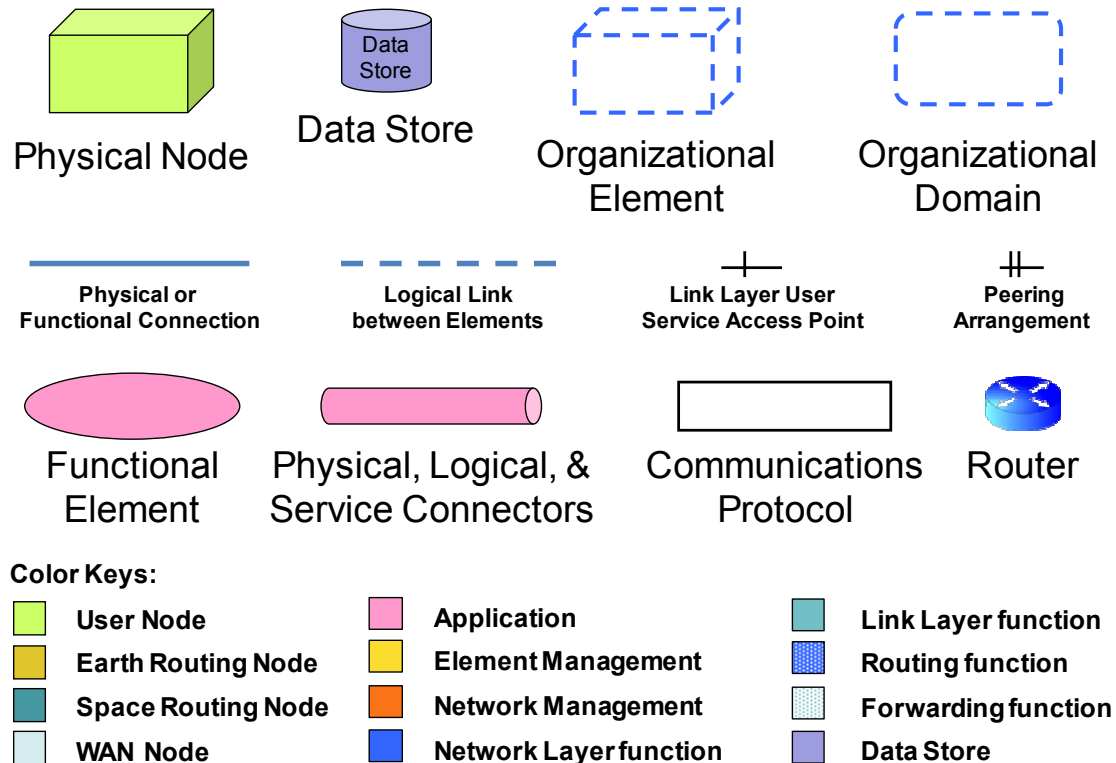 Data
Store
Physical Node
Data Store
Organizational
Element
Organizational
Domain
Physical or
Functional Connection
Logical Link
between Elements
Link Layer User
Service Access Point
Peering
Arrangement
Functional
Element
Physical, Logical, &
Service Connectors
Communications
Protocol
Router
Color Keys:
User Node
Application
Link Layer function
Earth Routing Node
Element Management
Routing function
Space Routing Node
Network Management
Forwarding function
WAN Node
Network Layer function
Data Store